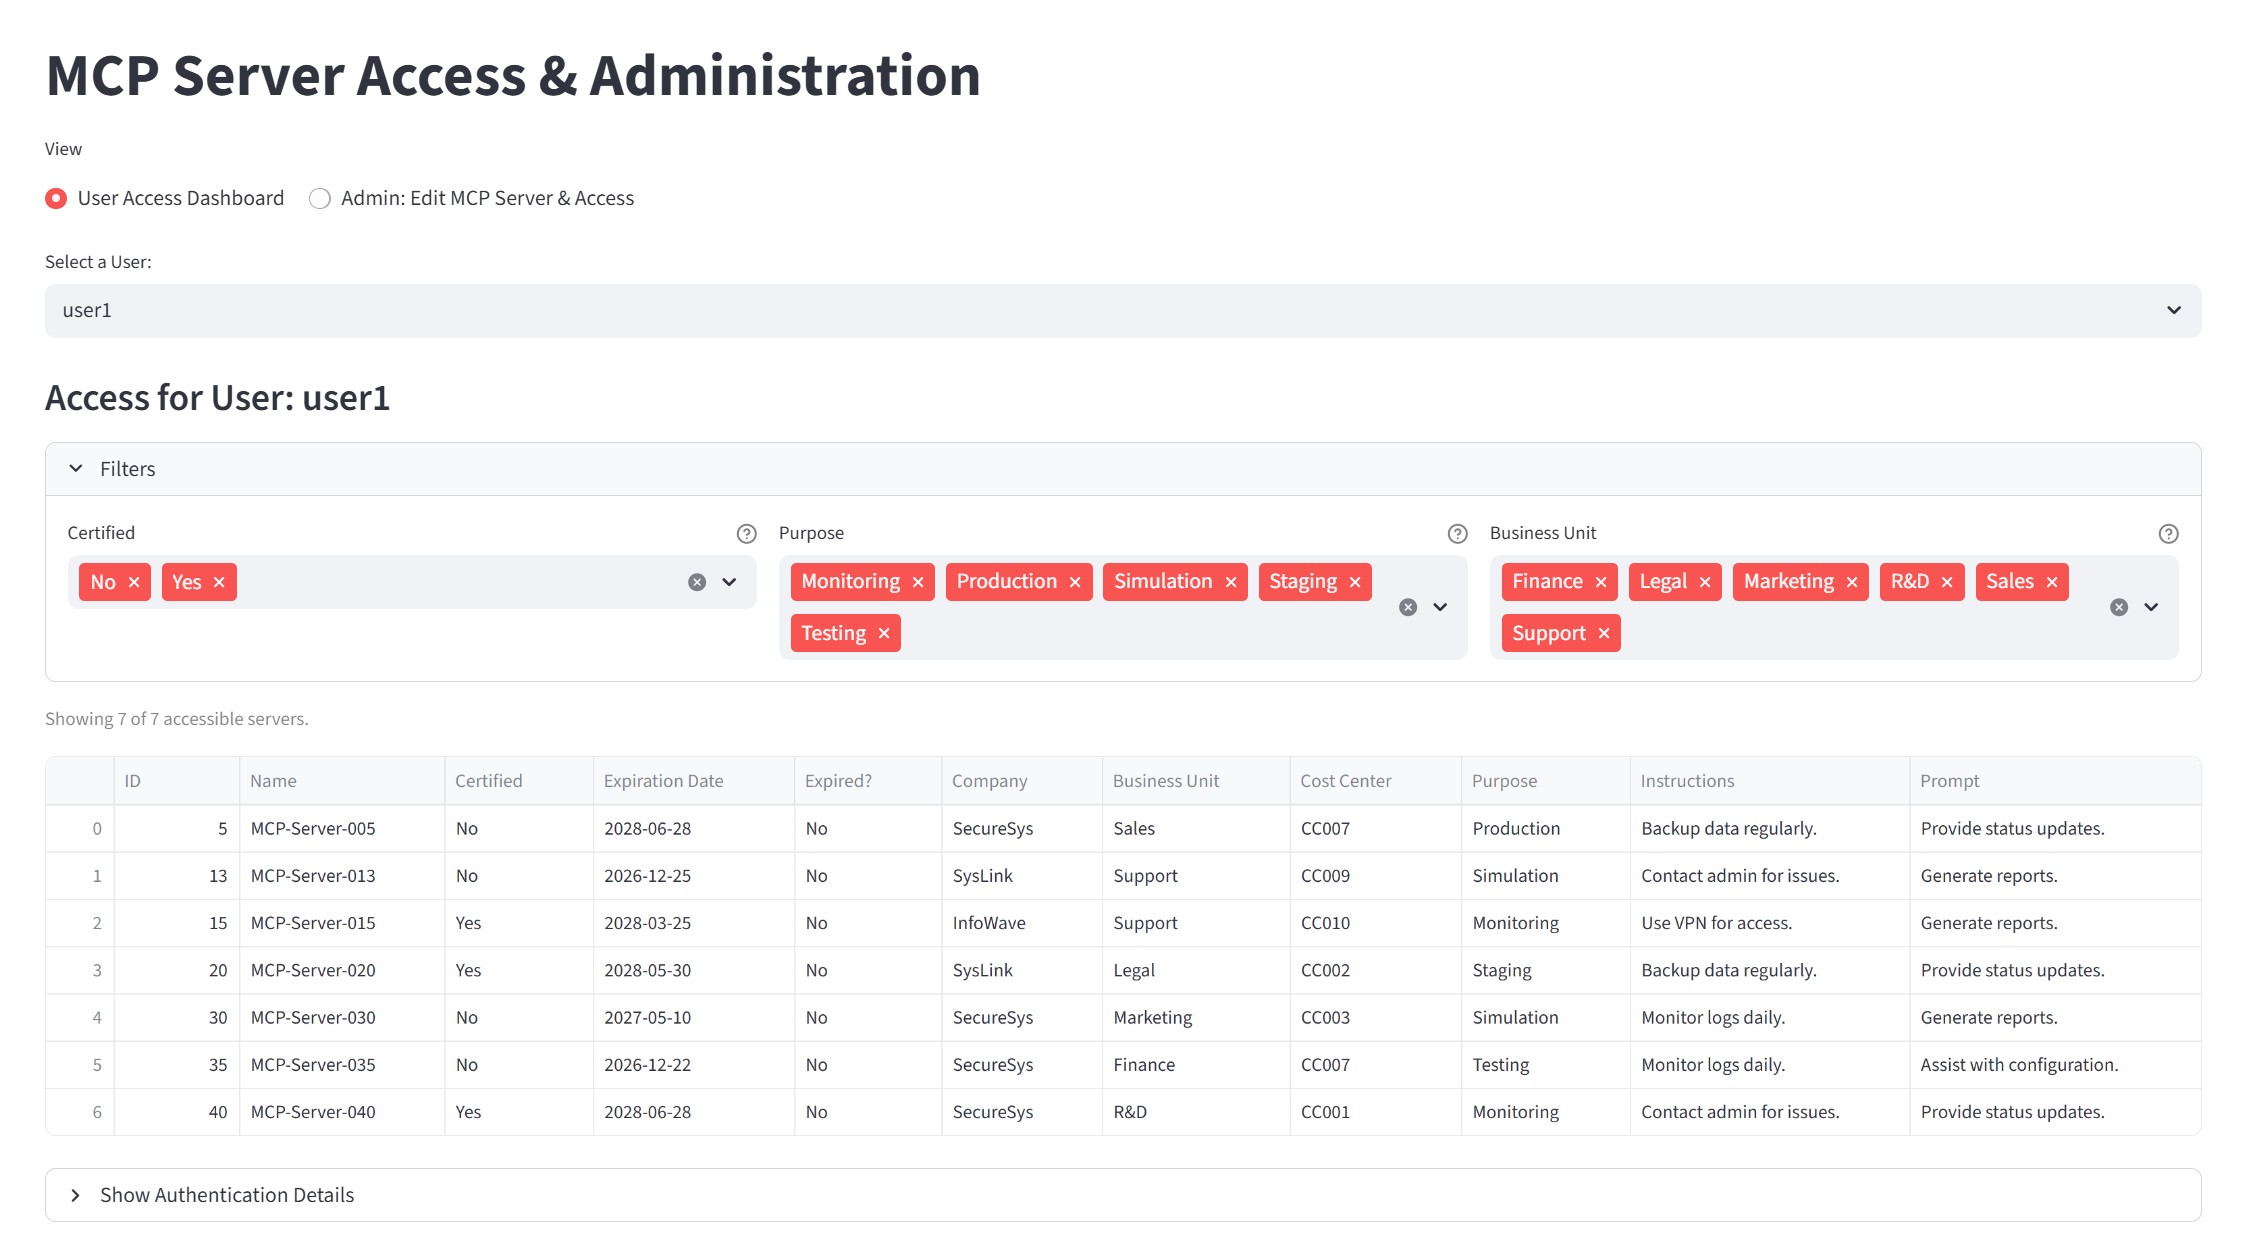 MCP Server Access & Administration
View
User Access Dashboard Admin: Edit MCP Server & Access
Select a User:
user1
Access for User: user1
Filters
Certified Purpose Business Unit
No Yes Monitoring Production Simulation Staging Finance Legal Marketing R&D Sales
Testing Support
Showing 7 of 7 accessible servers.
ID Name Certified Expiration Date Expired? Company Business Unit Cost Center Purpose Instructions Prompt
0 5 MCP-Server-005 No 2028-06-28 No SecureSys Sales CC007 Production Backup data regularly. Provide status updates.
1 13 MCP-Server-013 No 2026-12-25 No SysLink Support CC009 Simulation Contact admin for issues. Generate reports.
2 15 MCP-Server-015 Yes 2028-03-25 No InfoWave Support CC010 Monitoring Use VPN for access. Generate reports.
3 20 MCP-Server-020 Yes 2028-05-30 No SysLink Legal CC002 Staging Backup data regularly. Provide status updates.
4 30 MCP-Server-030 No 2027-05-10 No SecureSys Marketing CC003 Simulation Monitor logs daily. Generate reports.
5 35 MCP-Server-035 No 2026-12-22 No SecureSys Finance CC007 Testing Monitor logs daily. Assist with configuration.
6 40 MCP-Server-040 Yes 2028-06-28 No SecureSys R&D CC001 Monitoring Contact admin for issues. Provide status updates.
Show Authentication Details